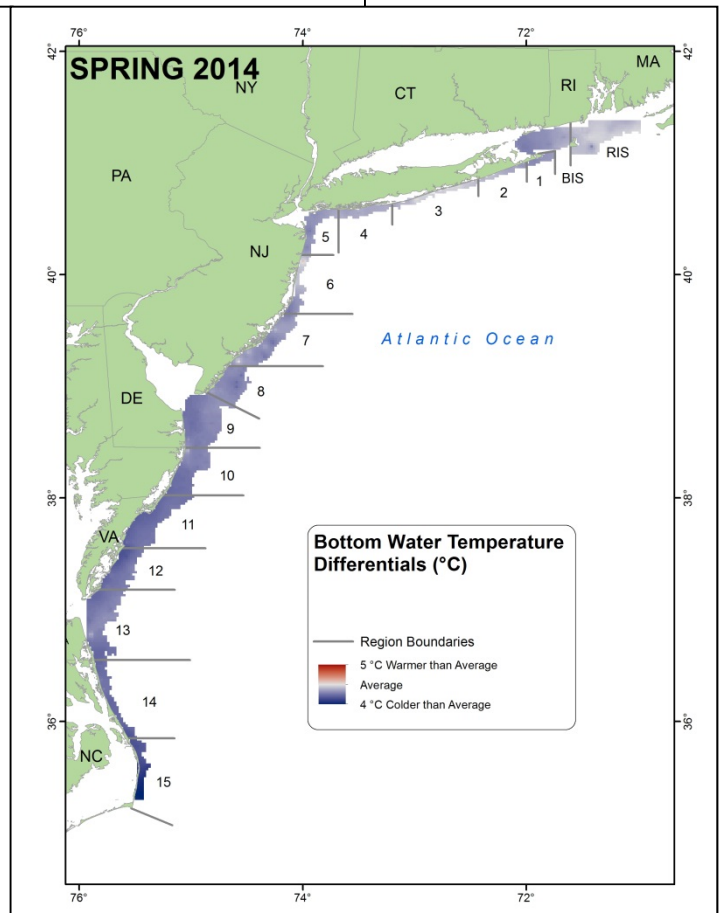 76° 74° 72°
42° 42°
SPRING 2014
NY
CT
RI
MA
PA
RIS
BIS
1
2
3
4
5
NJ
6
40° 40°
7
Atlantic Ocean
8
DE
9
10
38° 38°
11
VA
12
13
Bottom Water Temperature
Differentials (°C)
Region Boundaries
5 °C Warmer than Average
Average
4 °C Colder than Average
14
36° 36°
NC
15
76° 74° 72°